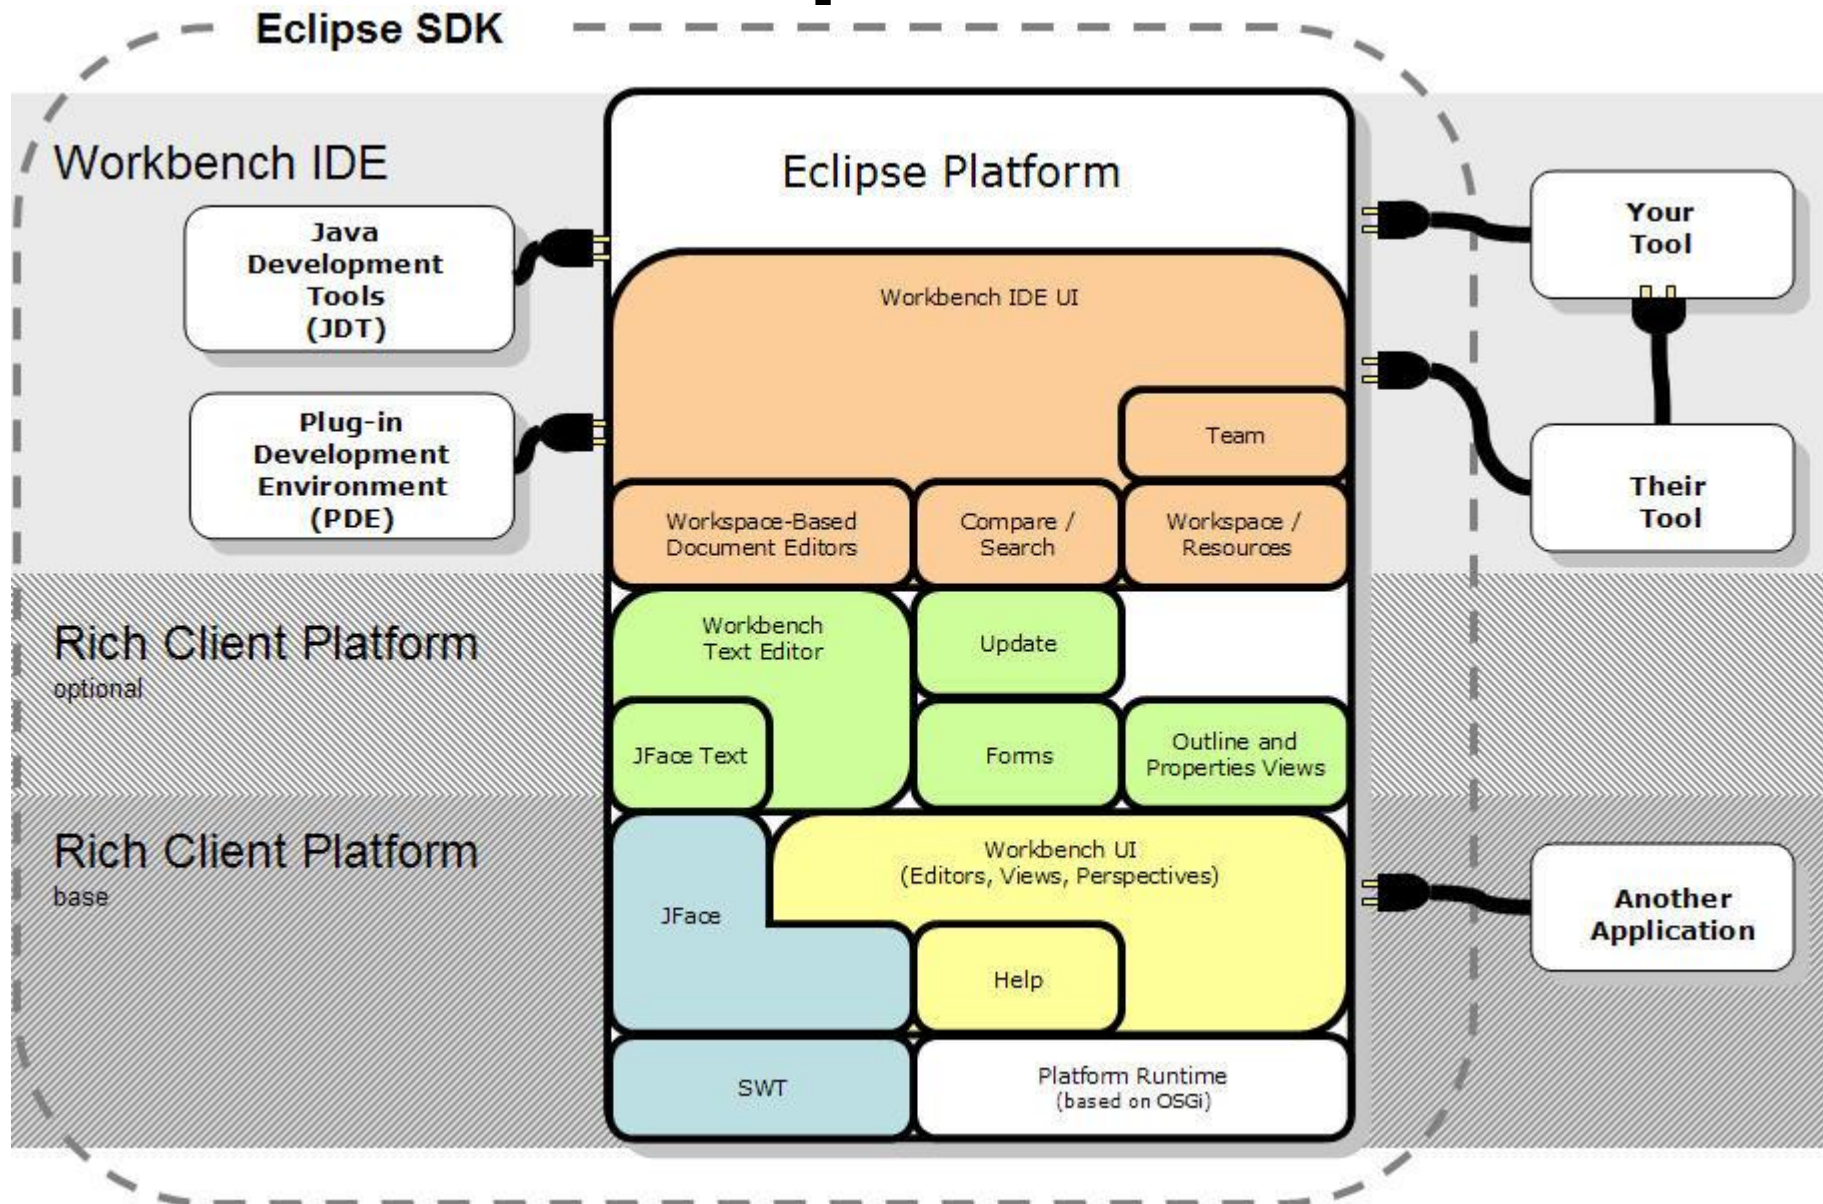 Eclipse SDK
Workbench IDE
Eclipse Platform
Java
Development
Tools
(JDT)
Your
Tool
Workbench IDE UI
Plug-in
Development
Environment
(PDE)
Team
Their
Tool
Workspace-Based
Document Editors
Compare /
Search
Workspace /
Resources
Rich Client Platform
optional
Workbench
Text Editor
Update
JFace Text
Forms
Outline and
Properties Views
Rich Client Platform
base
Workbench UI
(Editors, Views, Perspectives)
JFace
Another
Application
Help
SWT
Platform Runtime
(based on OSGi)